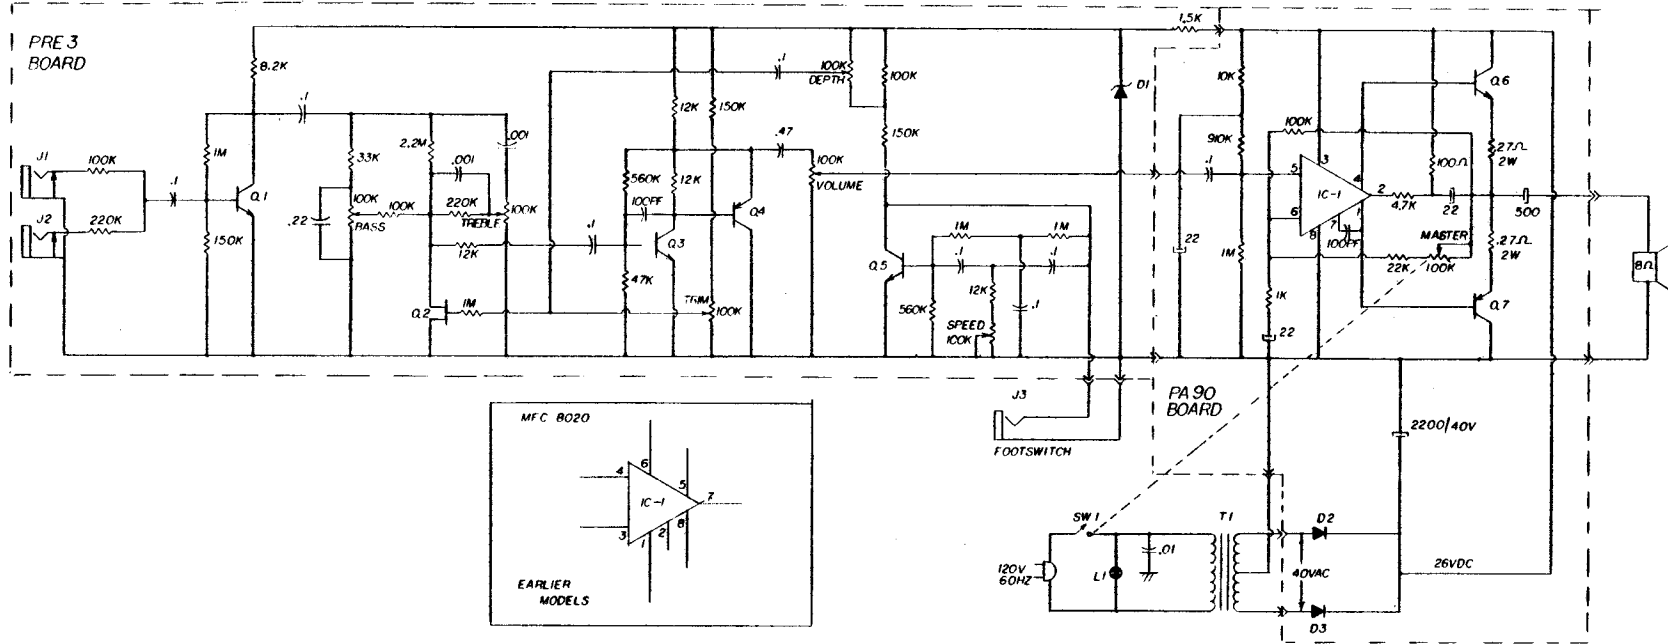 PRE 3
BOARD
J1
100K
J2
220K
.1
1M
150K
8.2K
Q1
.1
33K
100K
BASS
.22
100K
2.2M
.001
220K
TREBLE
100K
.001
12K
Q2
1M
.1
560K
100PF
47K
12K
12K
Q3
150K
TRIM
100K
Q4
.47
100K
VOLUME
.1
100K
DEPTH
100K
150K
Q5
560K
1M
1M
.1
.1
12K
SPEED
100K
.1
D1
1.5K
J3
FOOTSWITCH
PA90
BOARD
22
.1
10K
910K
1M
100K
5
6
3
4
2
1
7
8
IC-1
100PF
1K
22
4.7K
100Ω
22
22K
MASTER
100K
Q6
.27Ω
2W
.27Ω
2W
Q7
500
8Ω
2200/40V
26VDC
MFC 8020
4
3
6
5
7
8
2
1
IC-1
EARLIER
MODELS
120V
60HZ
SW1
L1
.01
T1
40VAC
D2
D3